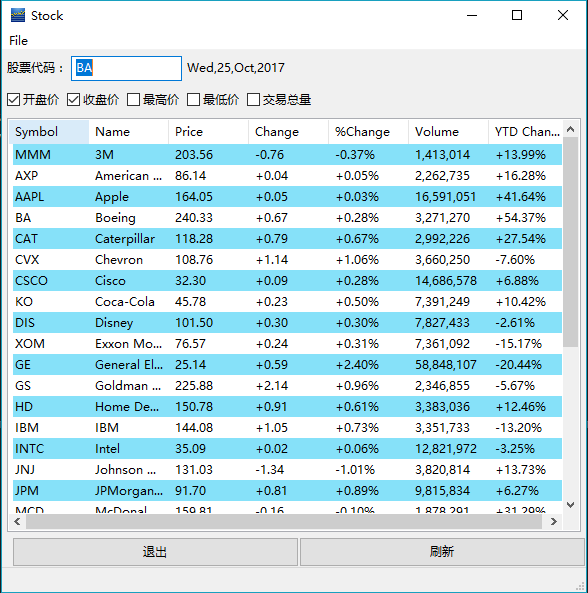 Stock
File
股票代码： BA Wed,25,Oct,2017
开盘价 收盘价 最高价 最低价 交易总量
Symbol Name Price Change %Change Volume YTD Chan...
MMM 3M 203.56 -0.76 -0.37% 1,413,014 +13.99%
AXP American ... 86.14 +0.04 +0.05% 2,262,735 +16.28%
AAPL Apple 164.05 +0.05 +0.03% 16,591,051 +41.64%
BA Boeing 240.33 +0.67 +0.28% 3,271,270 +54.37%
CAT Caterpillar 118.28 +0.79 +0.67% 2,992,226 +27.54%
CVX Chevron 108.76 +1.14 +1.06% 3,660,250 -7.60%
CSCO Cisco 32.30 +0.09 +0.28% 14,686,578 +6.88%
KO Coca-Cola 45.78 +0.23 +0.50% 7,391,249 +10.42%
DIS Disney 101.50 +0.30 +0.30% 7,827,433 -2.61%
XOM Exxon Mo... 76.57 +0.24 +0.31% 7,361,092 -15.17%
GE General El... 25.14 +0.59 +2.40% 58,848,107 -20.44%
GS Goldman ... 225.88 +2.14 +0.96% 2,346,855 -5.67%
HD Home De... 150.78 +0.91 +0.61% 3,383,036 +12.46%
IBM IBM 144.08 +1.05 +0.73% 3,351,733 -13.20%
INTC Intel 35.09 +0.02 +0.06% 12,821,972 -3.25%
JNJ Johnson ... 131.03 -1.34 -1.01% 3,820,814 +13.73%
JPM JPMorgan... 91.70 +0.81 +0.89% 9,815,834 +6.27%
MCD McDonal... 159.81 -0.16 -0.10% 1,878,291 +31.29%
退出 刷新